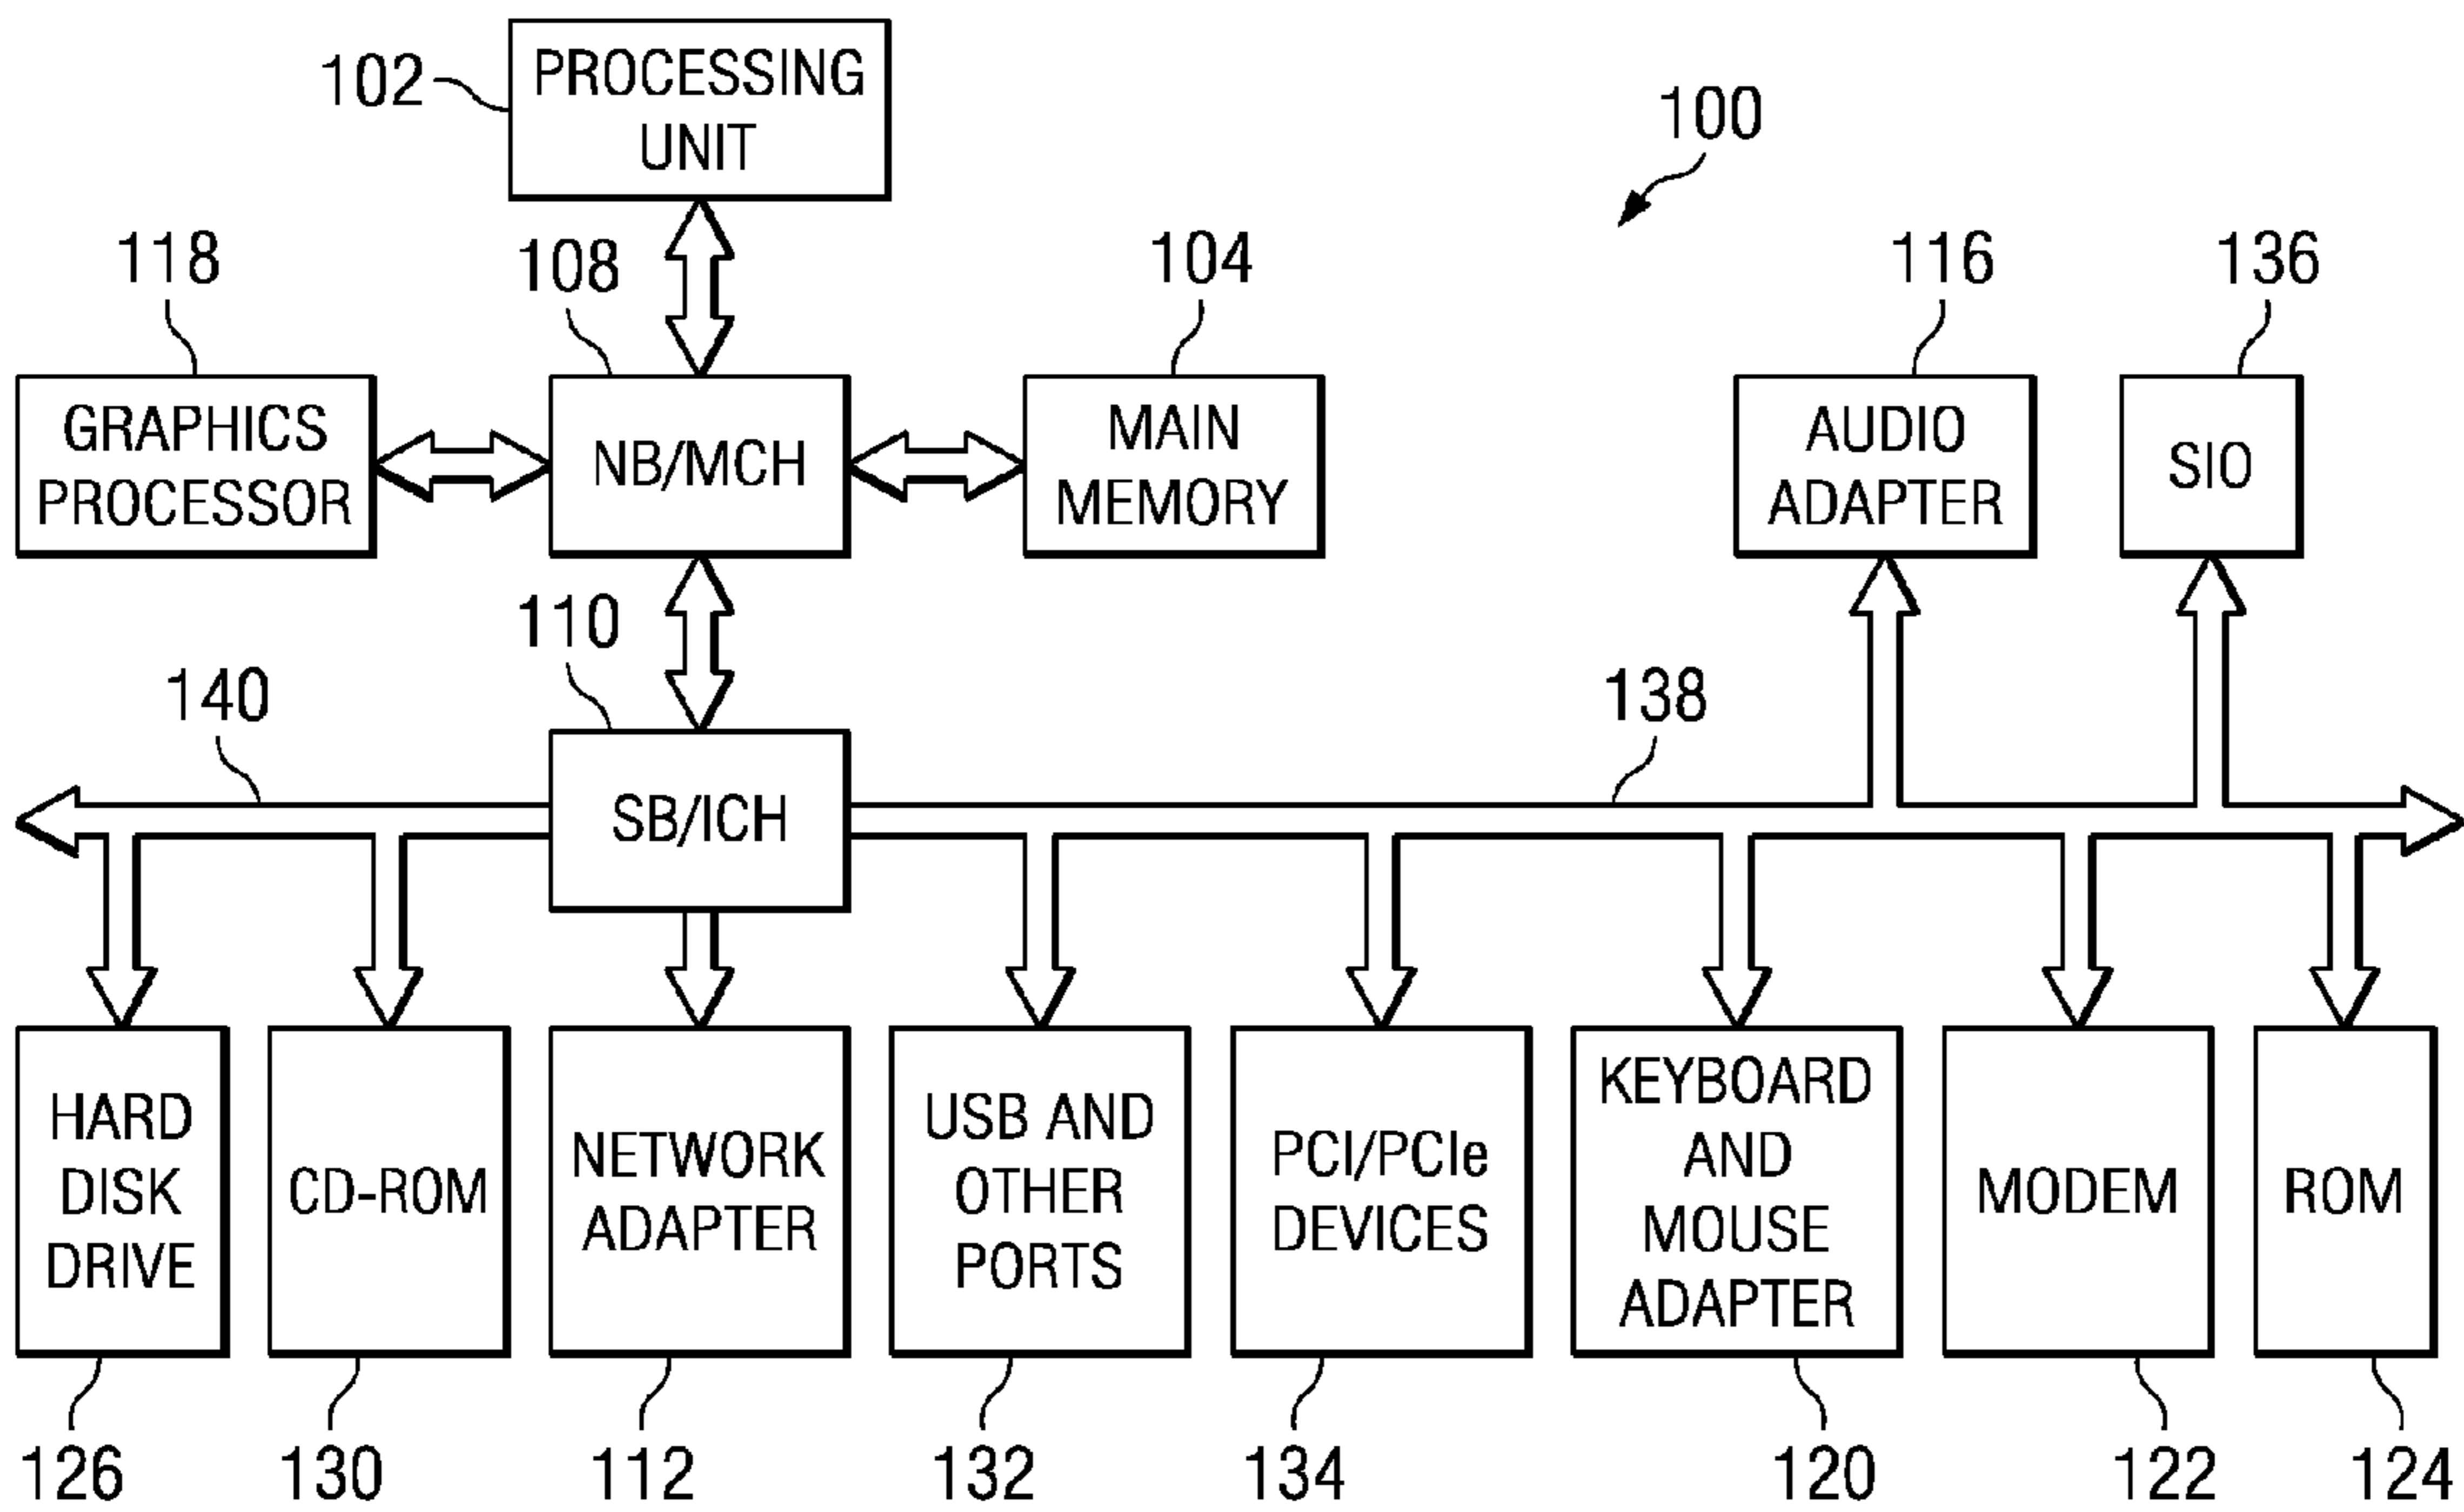 102
PROCESSING
UNIT
100
118
108
104
116
136
GRAPHICS
PROCESSOR
NB/MCH
MAIN
MEMORY
AUDIO
ADAPTER
SIO
110
140
138
SB/ICH
HARD
DISK
DRIVE
CD-ROM
NETWORK
ADAPTER
USB AND
OTHER
PORTS
PCI/PCIe
DEVICES
KEYBOARD
AND
MOUSE
ADAPTER
MODEM
ROM
126
130
112
132
134
120
122
124